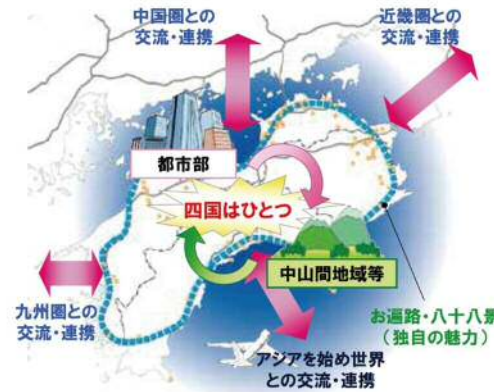 中国圏との
交流・連携
近畿圏との
交流・連携
都市部
四国はひとつ
中山間地域等
九州圏との
交流・連携
お遍路・八十八景
(独自の魅力)
アジアを始め世界
との交流・連携